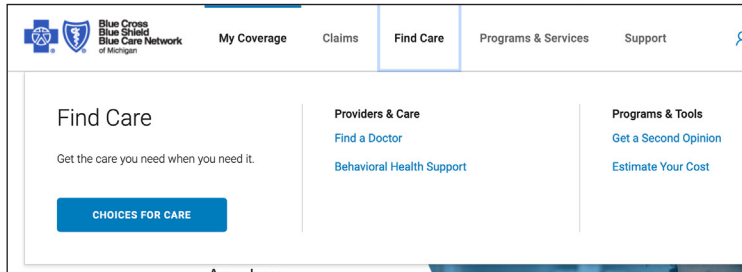 Blue Cross
Blue Shield
Blue Care Network
of Michigan
My Coverage
Claims
Find Care
Programs & Services
Support
Find Care
Get the care you need when you need it.
CHOICES FOR CARE
Providers & Care
Find a Doctor
Behavioral Health Support
Programs & Tools
Get a Second Opinion
Estimate Your Cost